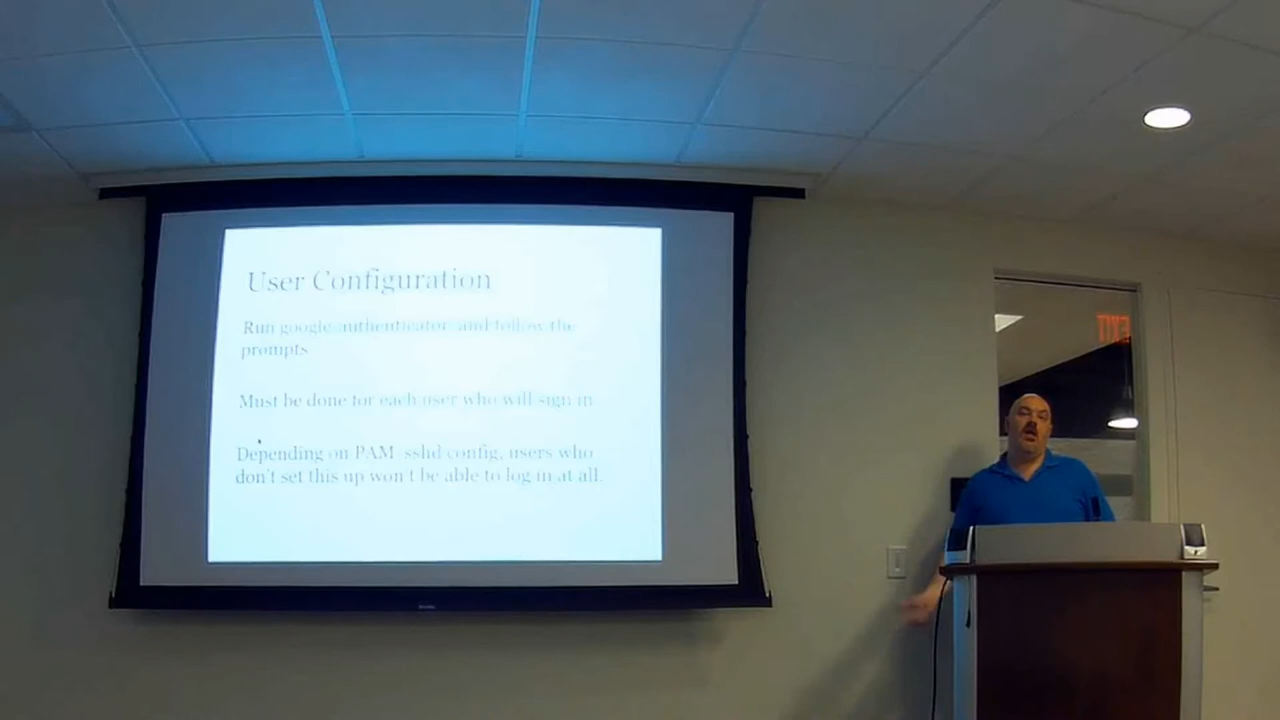 User Configuration
Run google-authenticator and follow the
prompts
Must be done for each user who will sign in
Depending on PAM sshd config, users who
don't set this up won't be able to log in at all.
EXIT